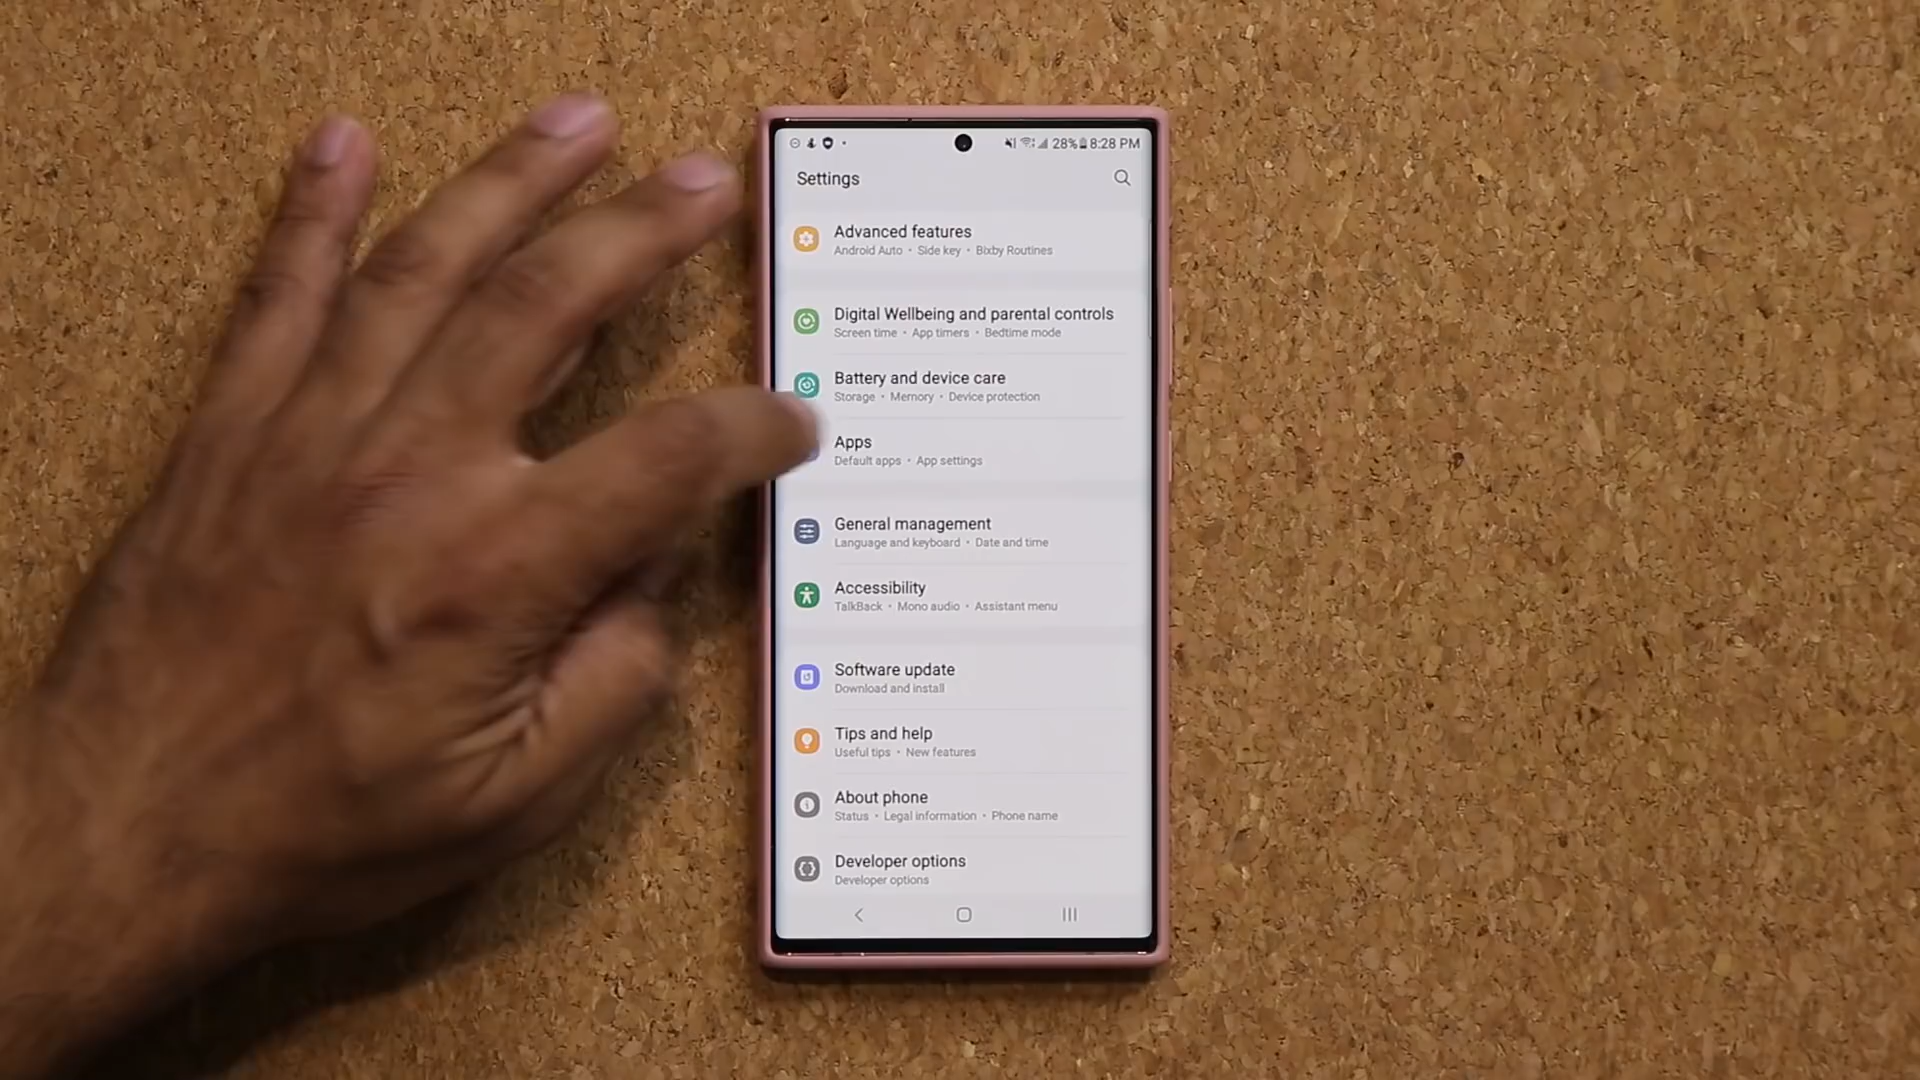 28% 8:28 PM
Settings
Advanced features
Android Auto • Side key • Bixby Routines
Digital Wellbeing and parental controls
Screen time • App timers • Bedtime mode
Battery and device care
Storage • Memory • Device protection
Apps
Default apps • App settings
General management
Language and keyboard • Date and time
Accessibility
TalkBack • Mono audio • Assistant menu
Software update
Download and install
Tips and help
Useful tips • New features
About phone
Status • Legal information • Phone name
Developer options
Developer options